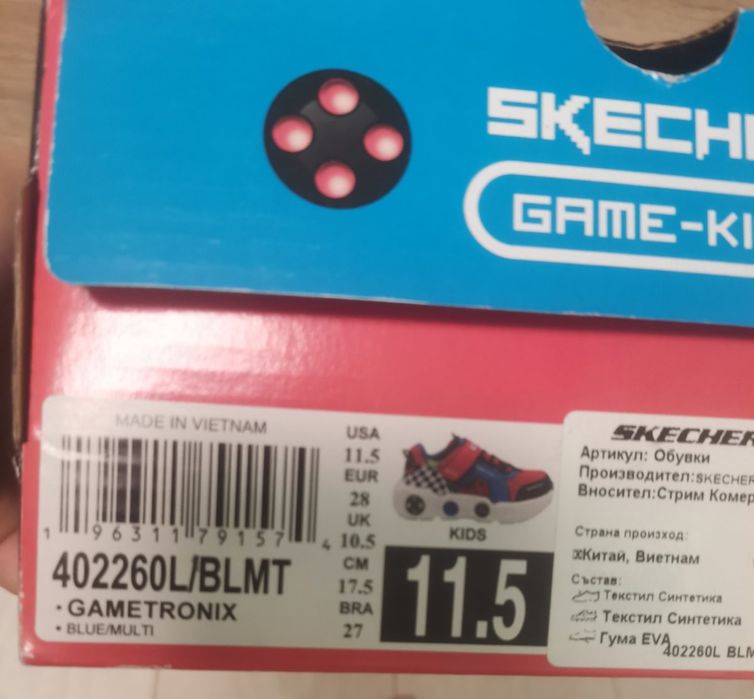 SKECHE
GAME-KI
MADE IN VIETNAM
1 96311 79157 4
402260L/BLMT
• GAMETRONIX
• BLUE/MULTI
USA
11.5
EUR
28
UK
10.5
CM
17.5
BRA
27
KIDS
11.5
SKECHER
Артикул: Обувки
Производител:SKECHER
Вносител:Стрим Комер
Страна произход:
xКитай, Виетнам
Състав:
Текстил Синтетика
Текстил Синтетика
Гума EVA
402260L BLM